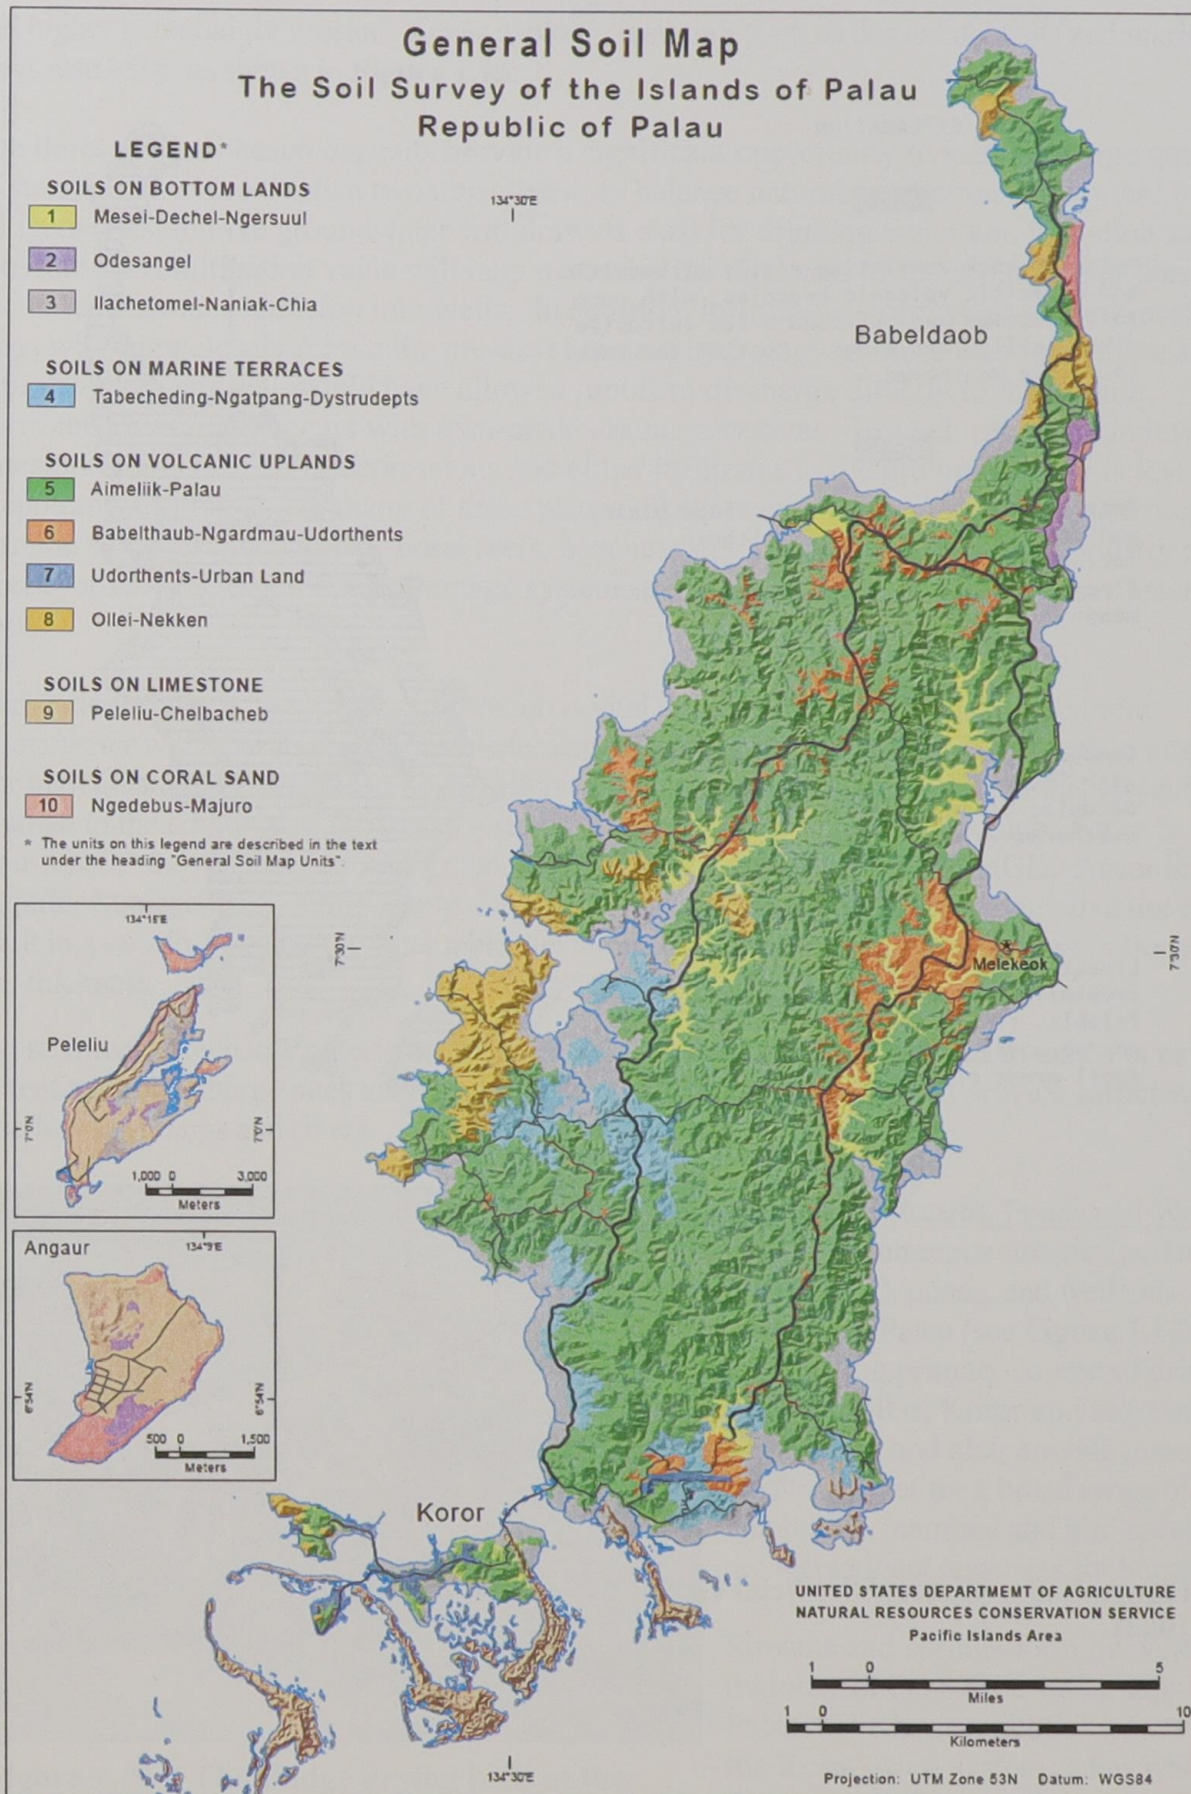 General Soil Map
The Soil Survey of the Islands of Palau
Republic of Palau
LEGEND*
SOILS ON BOTTOM LANDS
1 Mesei-Dechel-Ngersuul
2 Odesangel
3 Ilachetomel-Naniak-Chia
SOILS ON MARINE TERRACES
4 Tabecheding-Ngatpang-Dystrudepts
SOILS ON VOLCANIC UPLANDS
5 Aimeliik-Palau
6 Babelthaub-Ngardmau-Udorthents
7 Udorthents-Urban Land
8 Ollei-Nekken
SOILS ON LIMESTONE
9 Peleliu-Chelbacheb
SOILS ON CORAL SAND
10 Ngedebus-Majuro
* The units on this legend are described in the text
under the heading "General Soil Map Units".
134°30'E
Babeldaob
7°30'N
7°30'N
Melekeok
134°15'E
Peleliu
7°0'N
7°0'N
1,000 0 3,000
Meters
Angaur
134°9'E
6°54'N
6°54'N
500 0 1,500
Meters
Koror
134°30'E
UNITED STATES DEPARTMEMT OF AGRICULTURE
NATURAL RESOURCES CONSERVATION SERVICE
Pacific Islands Area
1 0 5
Miles
1 0 10
Kilometers
Projection: UTM Zone 53N Datum: WGS84